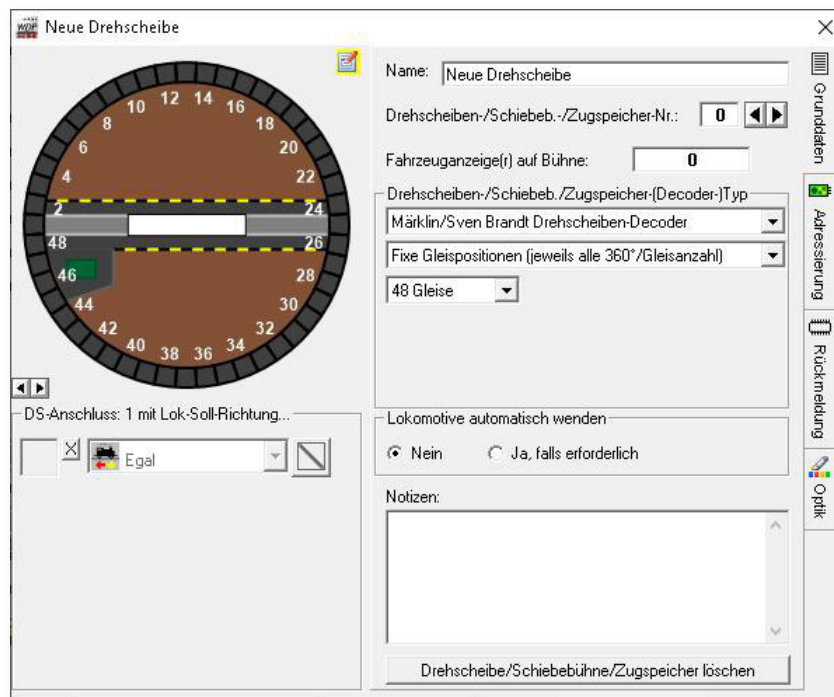 WDP Neue Drehscheibe
2
4
6
8
10
12
14
16
18
20
22
24
26
28
30
32
34
36
38
40
42
44
46
48
DS-Anschluss: 1 mit Lok-Soll-Richtung...
X
Egal
Name: Neue Drehscheibe
Drehscheiben-/Schiebeb.-/Zugspeicher-Nr.: 0
Fahrzeuganzeige(r) auf Bühne: 0
Drehscheiben-/Schiebeb./Zugspeicher-(Decoder-)Typ
Märklin/Sven Brandt Drehscheiben-Decoder
Fixe Gleispositionen (jeweils alle 360°/Gleisanzahl)
48 Gleise
Lokomotive automatisch wenden
Nein
Ja, falls erforderlich
Notizen:
Drehscheibe/Schiebebühne/Zugspeicher löschen
Grunddaten
Adressierung
Rückmeldung
Optik